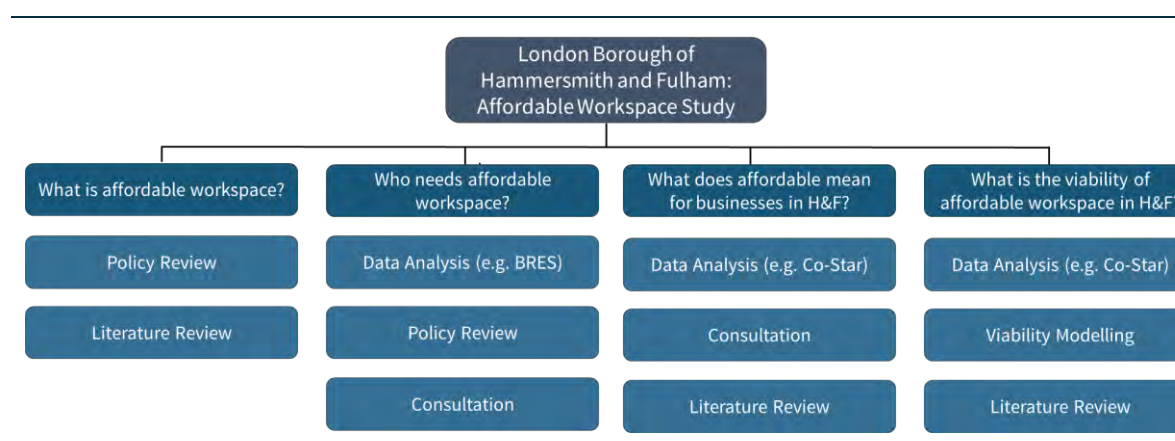 London Borough of
Hammersmith and Fulham:
Affordable Workspace Study
What is affordable workspace?
Who needs affordable
workspace?
What does affordable mean
for businesses in H&F?
What is the viability of
affordable workspace in H&F?
Policy Review
Data Analysis (e.g. BRES)
Data Analysis (e.g. Co-Star)
Data Analysis (e.g. Co-Star)
Literature Review
Policy Review
Consultation
Viability Modelling
Consultation
Literature Review
Literature Review